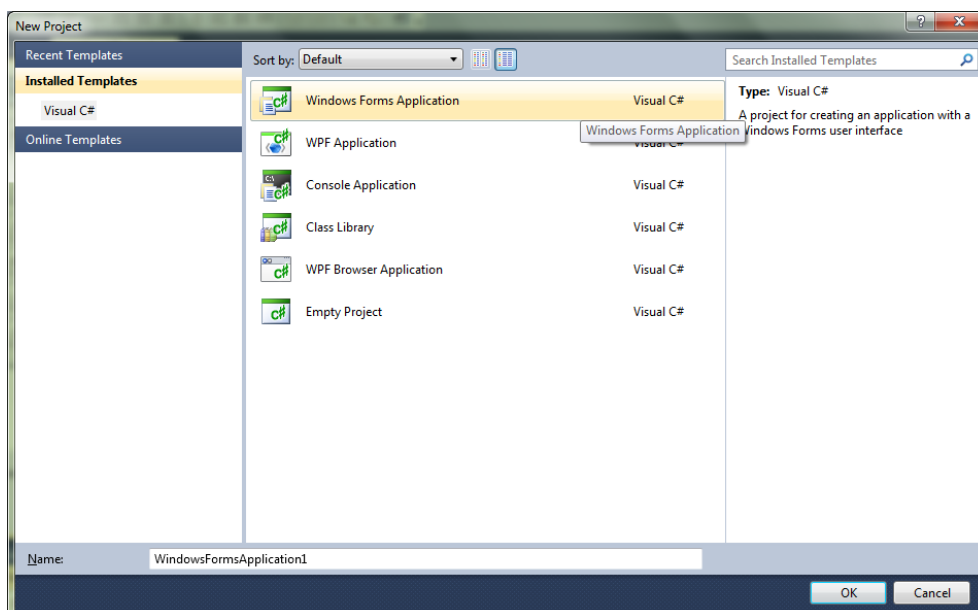 New Project
Recent Templates
Installed Templates
Visual C#
Online Templates
Sort by: Default
Windows Forms Application Visual C#
WPF Application Visual C#
Console Application Visual C#
Class Library Visual C#
WPF Browser Application Visual C#
Empty Project Visual C#
Windows Forms Application
Search Installed Templates
Type: Visual C#
A project for creating an application with a
Windows Forms user interface
Name: WindowsFormsApplication1
OK Cancel